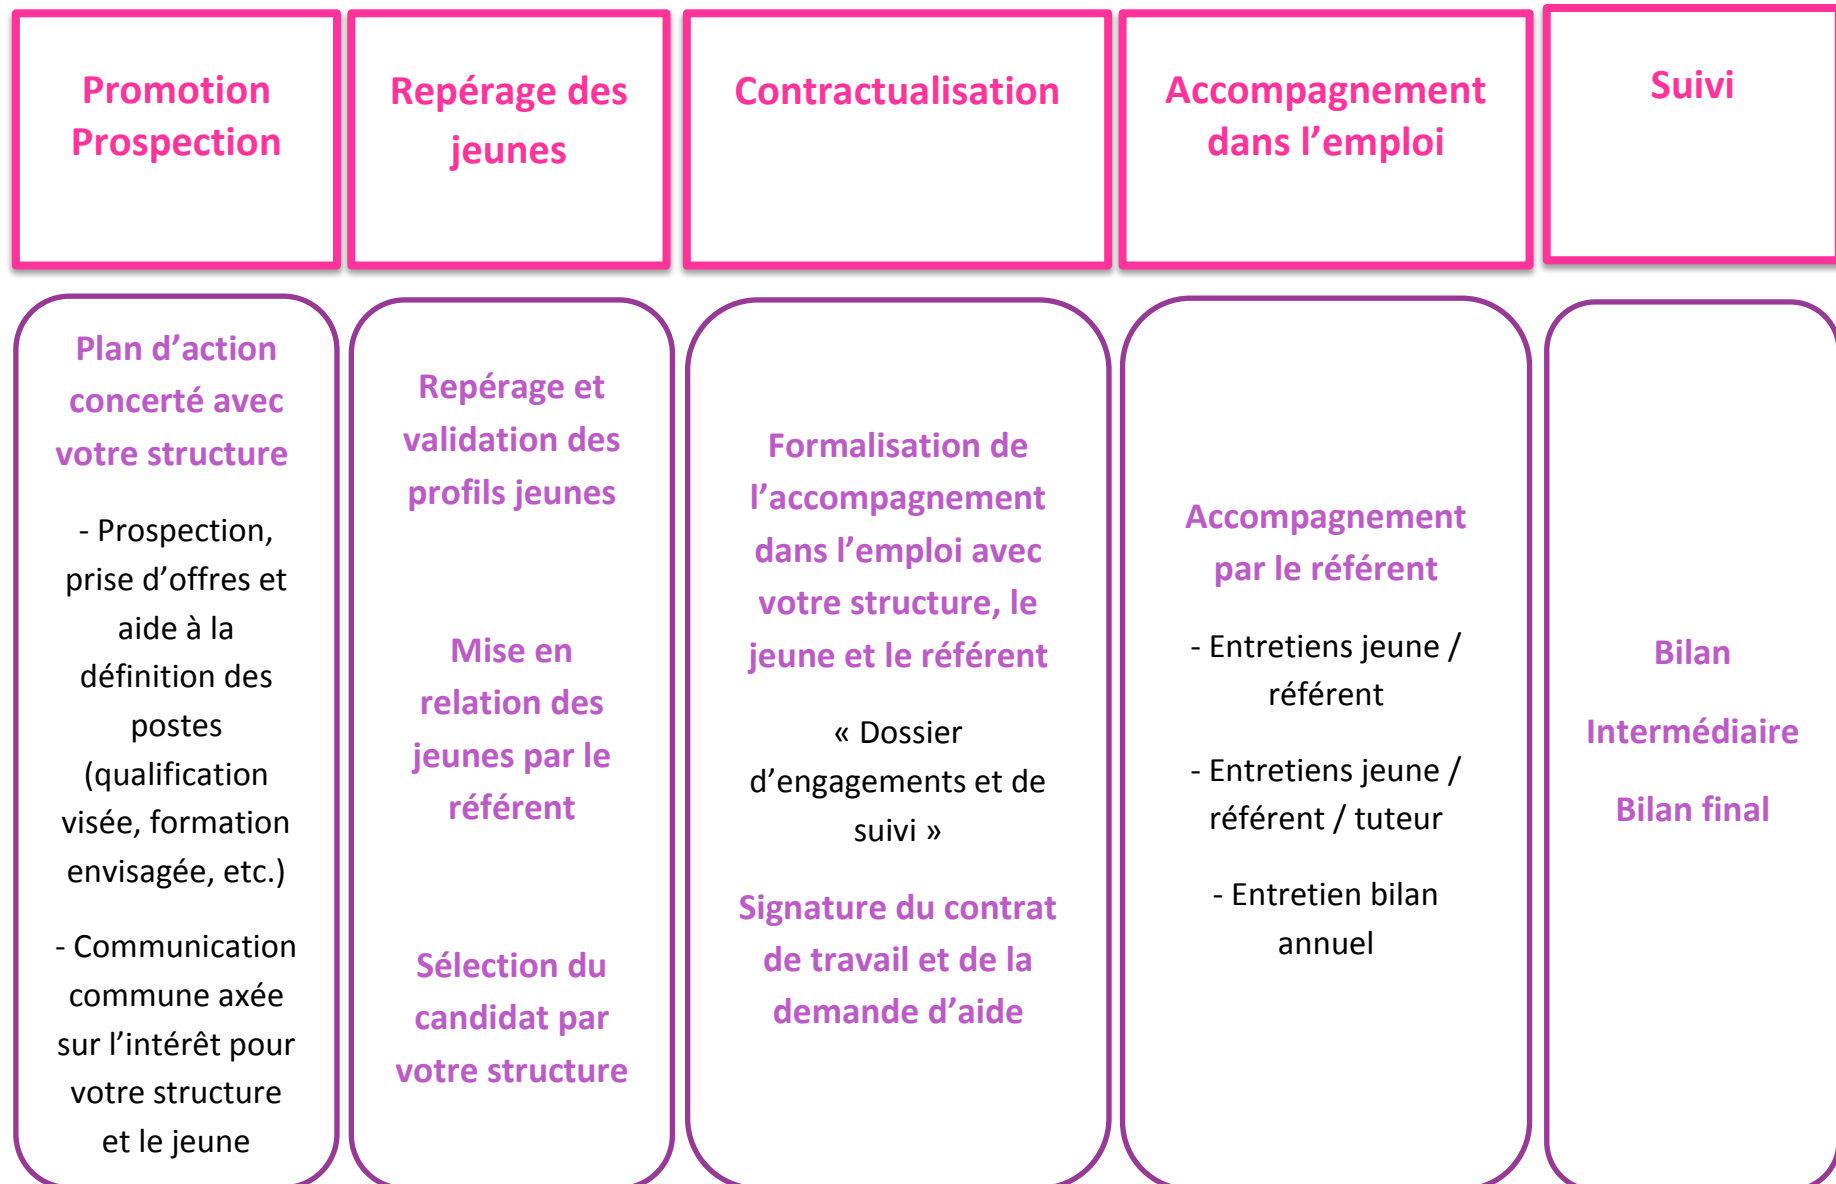 Promotion
Prospection
Repérage des
jeunes
Contractualisation
Accompagnement
dans l’emploi
Suivi
Plan d’action
concerté avec
votre structure
- Prospection,
prise d’offres et
aide à la
définition des
postes
(qualification
visée, formation
envisagée, etc.)
- Communication
commune axée
sur l’intérêt pour
votre structure
et le jeune
Repérage et
validation des
profils jeunes
Mise en
relation des
jeunes par le
référent
Sélection du
candidat par
votre structure
Formalisation de
l’accompagnement
dans l’emploi avec
votre structure, le
jeune et le référent
« Dossier
d’engagements et de
suivi »
Signature du contrat
de travail et de la
demande d’aide
Accompagnement
par le référent
- Entretiens jeune /
référent
- Entretiens jeune /
référent / tuteur
- Entretien bilan
annuel
Bilan
Intermédiaire
Bilan final